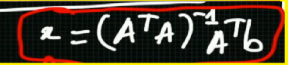 x = (AᵀA)⁻¹Aᵀb